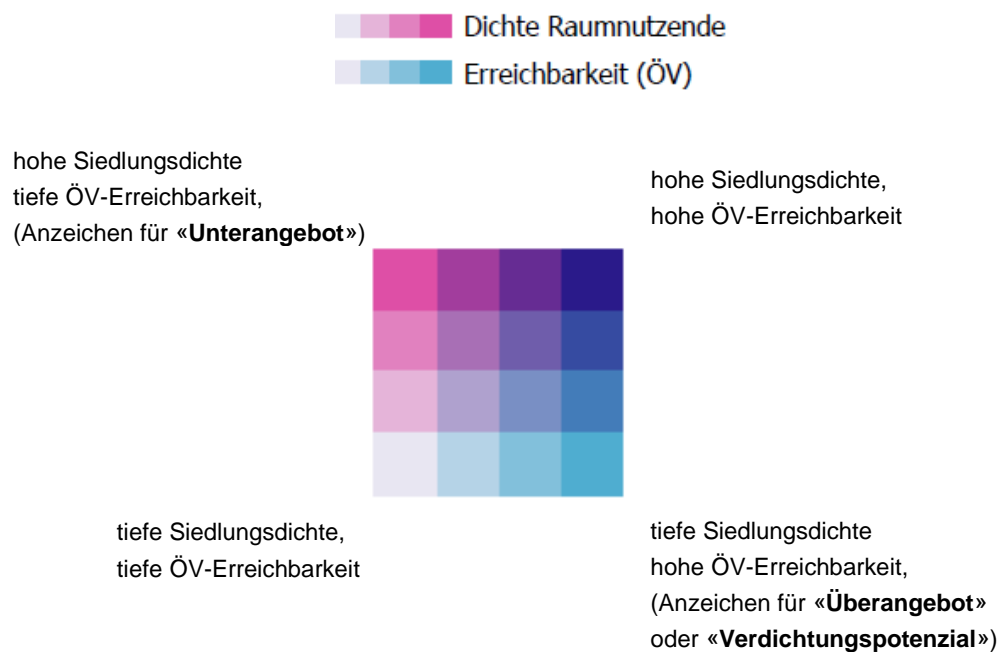 Dichte Raumnutzende
Erreichbarkeit (ÖV)
hohe Siedlungsdichte
tiefe ÖV-Erreichbarkeit,
(Anzeichen für «Unterangebot»)
hohe Siedlungsdichte,
hohe ÖV-Erreichbarkeit
tiefe Siedlungsdichte,
tiefe ÖV-Erreichbarkeit
tiefe Siedlungsdichte
hohe ÖV-Erreichbarkeit,
(Anzeichen für «Überangebot»
oder «Verdichtungspotenzial»)